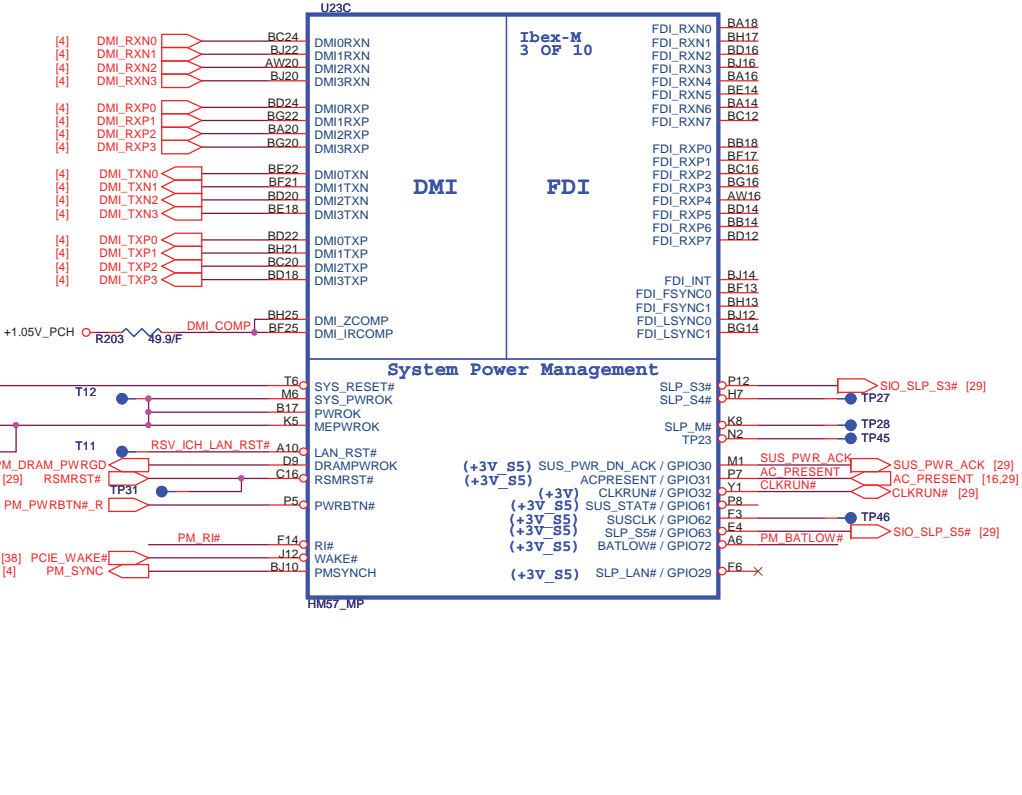 U23C
Ibex-M
3 OF 10
DMI
FDI
[4] DMI_RXN0 BC24 DMI0RXN
[4] DMI_RXN1 BJ22 DMI1RXN
[4] DMI_RXN2 AW20 DMI2RXN
[4] DMI_RXN3 BJ20 DMI3RXN
[4] DMI_RXP0 BD24 DMI0RXP
[4] DMI_RXP1 BG22 DMI1RXP
[4] DMI_RXP2 BA20 DMI2RXP
[4] DMI_RXP3 BG20 DMI3RXP
[4] DMI_TXN0 BE22 DMI0TXN
[4] DMI_TXN1 BF21 DMI1TXN
[4] DMI_TXN2 BD20 DMI2TXN
[4] DMI_TXN3 BE18 DMI3TXN
[4] DMI_TXP0 BD22 DMI0TXP
[4] DMI_TXP1 BH21 DMI1TXP
[4] DMI_TXP2 BC20 DMI2TXP
[4] DMI_TXP3 BD18 DMI3TXP
BH25 DMI_ZCOMP
+1.05V_PCH R203 49.9/F DMI_COMP BF25 DMI_IRCOMP
FDI_RXN0 BA18
FDI_RXN1 BH17
FDI_RXN2 BD16
FDI_RXN3 BJ16
FDI_RXN4 BA16
FDI_RXN5 BE14
FDI_RXN6 BA14
FDI_RXN7 BC12
FDI_RXP0 BB18
FDI_RXP1 BF17
FDI_RXP2 BC16
FDI_RXP3 BG16
FDI_RXP4 AW16
FDI_RXP5 BD14
FDI_RXP6 BB14
FDI_RXP7 BD12
FDI_INT BJ14
FDI_FSYNC0 BF13
FDI_FSYNC1 BH13
FDI_LSYNC0 BJ12
FDI_LSYNC1 BG14
System Power Management
T6 SYS_RESET#
T12 M6 SYS_PWROK
B17 PWROK
K5 MEPWROK
T11 RSV_ICH_LAN_RST# A10 LAN_RST#
PM_DRAM_PWRGD D9 DRAMPWROK
[29] RSMRST# C16 RSMRST#
TP31
PM_PWRBTN#_R P5 PWRBTN#
PM_RI# F14 RI#
[38] PCIE_WAKE# J12 WAKE#
[4] PM_SYNC BJ10 PMSYNCH
SLP_S3# P12 SIO_SLP_S3# [29]
SLP_S4# H7 TP27
SLP_M# K8 TP28
TP23 N2 TP45
(+3V_S5) SUS_PWR_DN_ACK / GPIO30 M1 SUS_PWR_ACK SUS_PWR_ACK [29]
(+3V_S5) ACPRESENT / GPIO31 P7 AC_PRESENT AC_PRESENT [16,29]
(+3V) CLKRUN# / GPIO32 Y1 CLKRUN# CLKRUN# [29]
(+3V_S5) SUS_STAT# / GPIO61 P8
(+3V_S5) SUSCLK / GPIO62 F3 TP46
(+3V_S5) SLP_S5# / GPIO63 E4 SIO_SLP_S5# [29]
(+3V_S5) BATLOW# / GPIO72 A6 PM_BATLOW#
(+3V_S5) SLP_LAN# / GPIO29 F6
HM57_MP